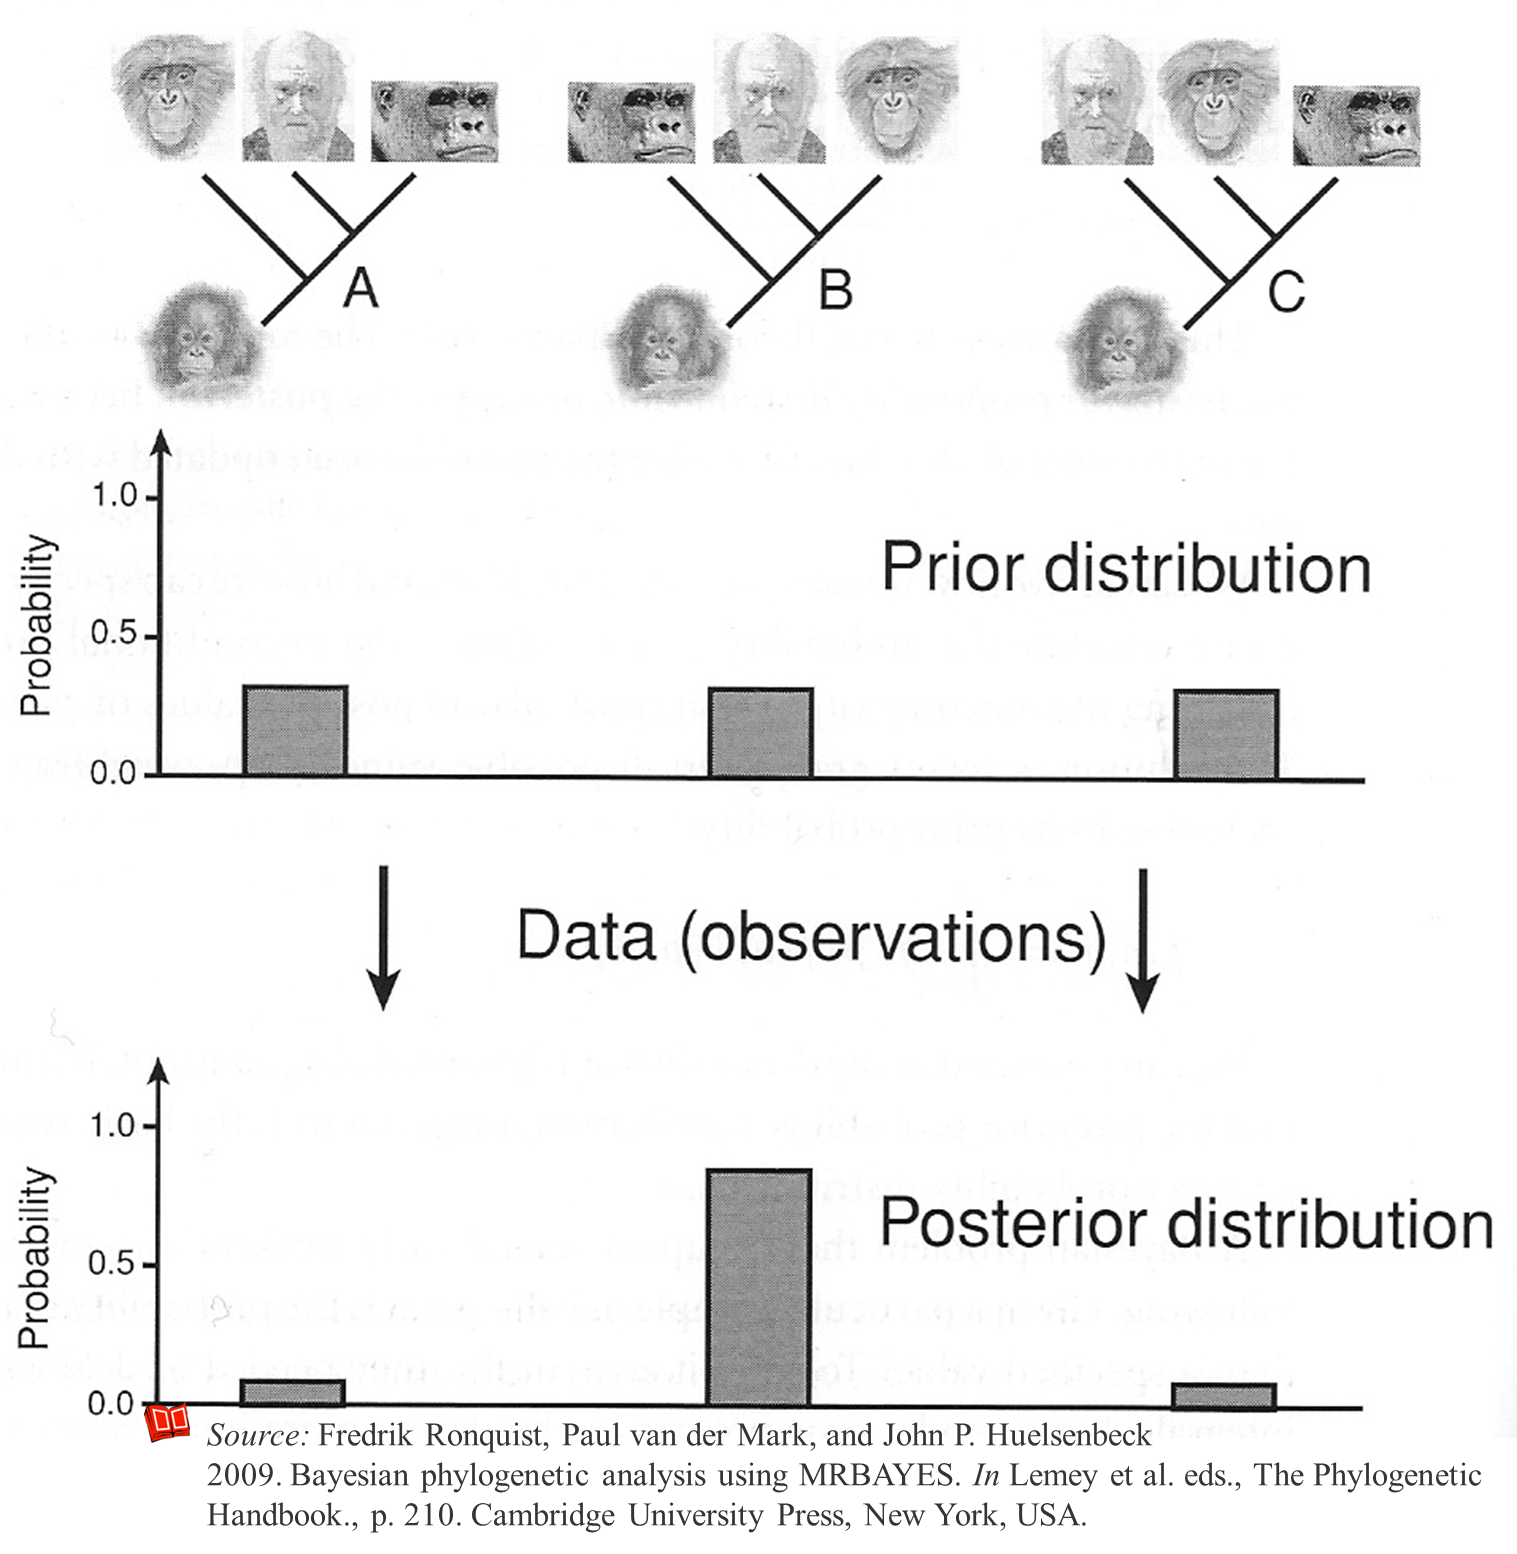 A
B
C
1.0
Probability
Prior distribution
0.5
0.0
Data (observations)
1.0
Probability
Posterior distribution
0.5
0.0
Source: Fredrik Ronquist, Paul van der Mark, and John P. Huelsenbeck
2009. Bayesian phylogenetic analysis using MRBAYES. In Lemey et al. eds., The Phylogenetic
Handbook., p. 210. Cambridge University Press, New York, USA.